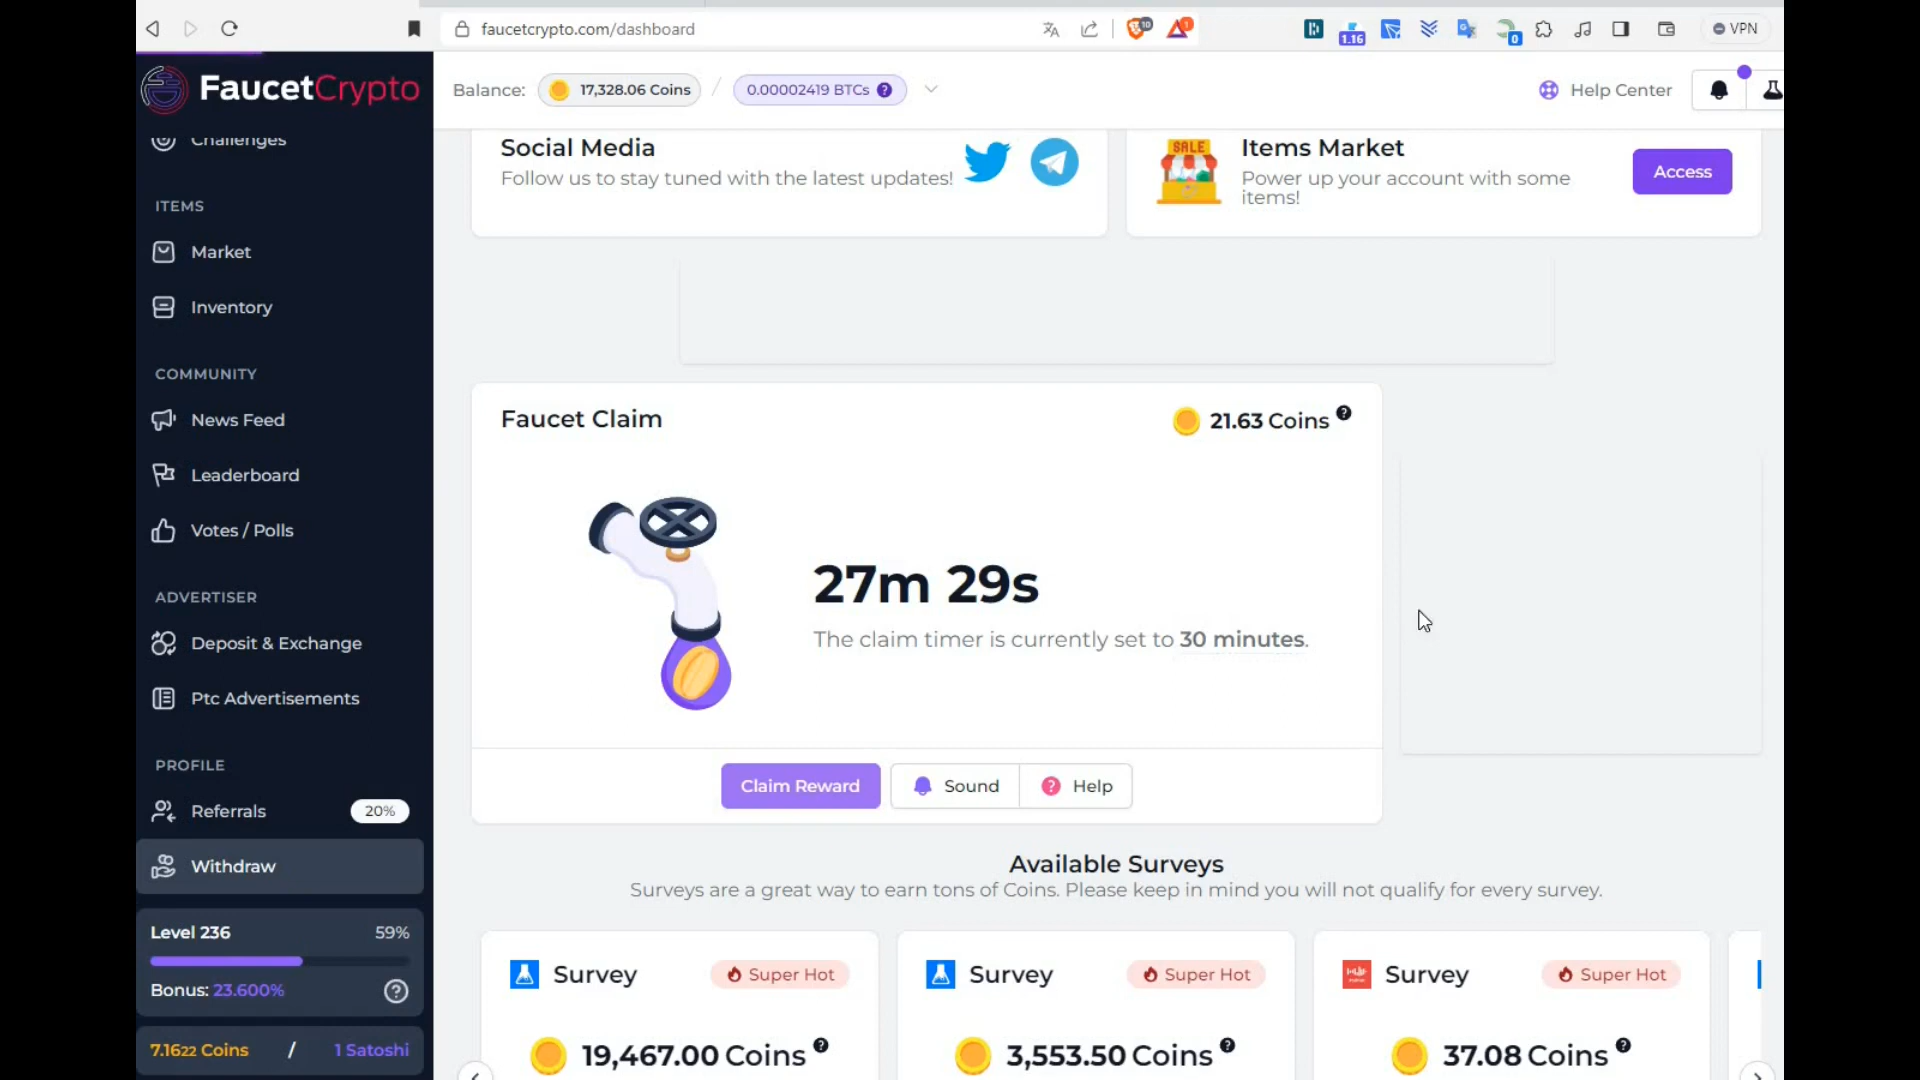 faucetcrypto.com/dashboard
10
1
1.16
0
VPN
FaucetCrypto
Balance:
17,328.06 Coins
/
0.00002419 BTCs ?
Help Center
Challenges
ITEMS
Market
Inventory
COMMUNITY
News Feed
Leaderboard
Votes / Polls
ADVERTISER
Deposit & Exchange
Ptc Advertisements
PROFILE
Referrals
20%
Withdraw
Level 236
59%
Bonus: 23.600%
?
7.1622 Coins / 1 Satoshi
Social Media
Follow us to stay tuned with the latest updates!
SALE
Items Market
Power up your account with some
items!
Access
Faucet Claim
21.63 Coins ?
27m 29s
The claim timer is currently set to 30 minutes.
Claim Reward
Sound
? Help
Available Surveys
Surveys are a great way to earn tons of Coins. Please keep in mind you will not qualify for every survey.
Survey
Super Hot
19,467.00 Coins ?
Survey
Super Hot
3,553.50 Coins ?
Survey
Super Hot
37.08 Coins ?